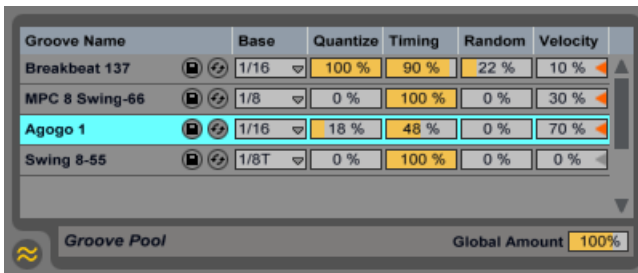 Groove Name Base Quantize Timing Random Velocity
Breakbeat 137 1/16 100 % 90 % 22 % 10 %
MPC 8 Swing-66 1/8 0 % 100 % 0 % 30 %
Agogo 1 1/16 18 % 48 % 0 % 70 %
Swing 8-55 1/8T 0 % 100 % 0 % 0 %
Groove Pool Global Amount 100%